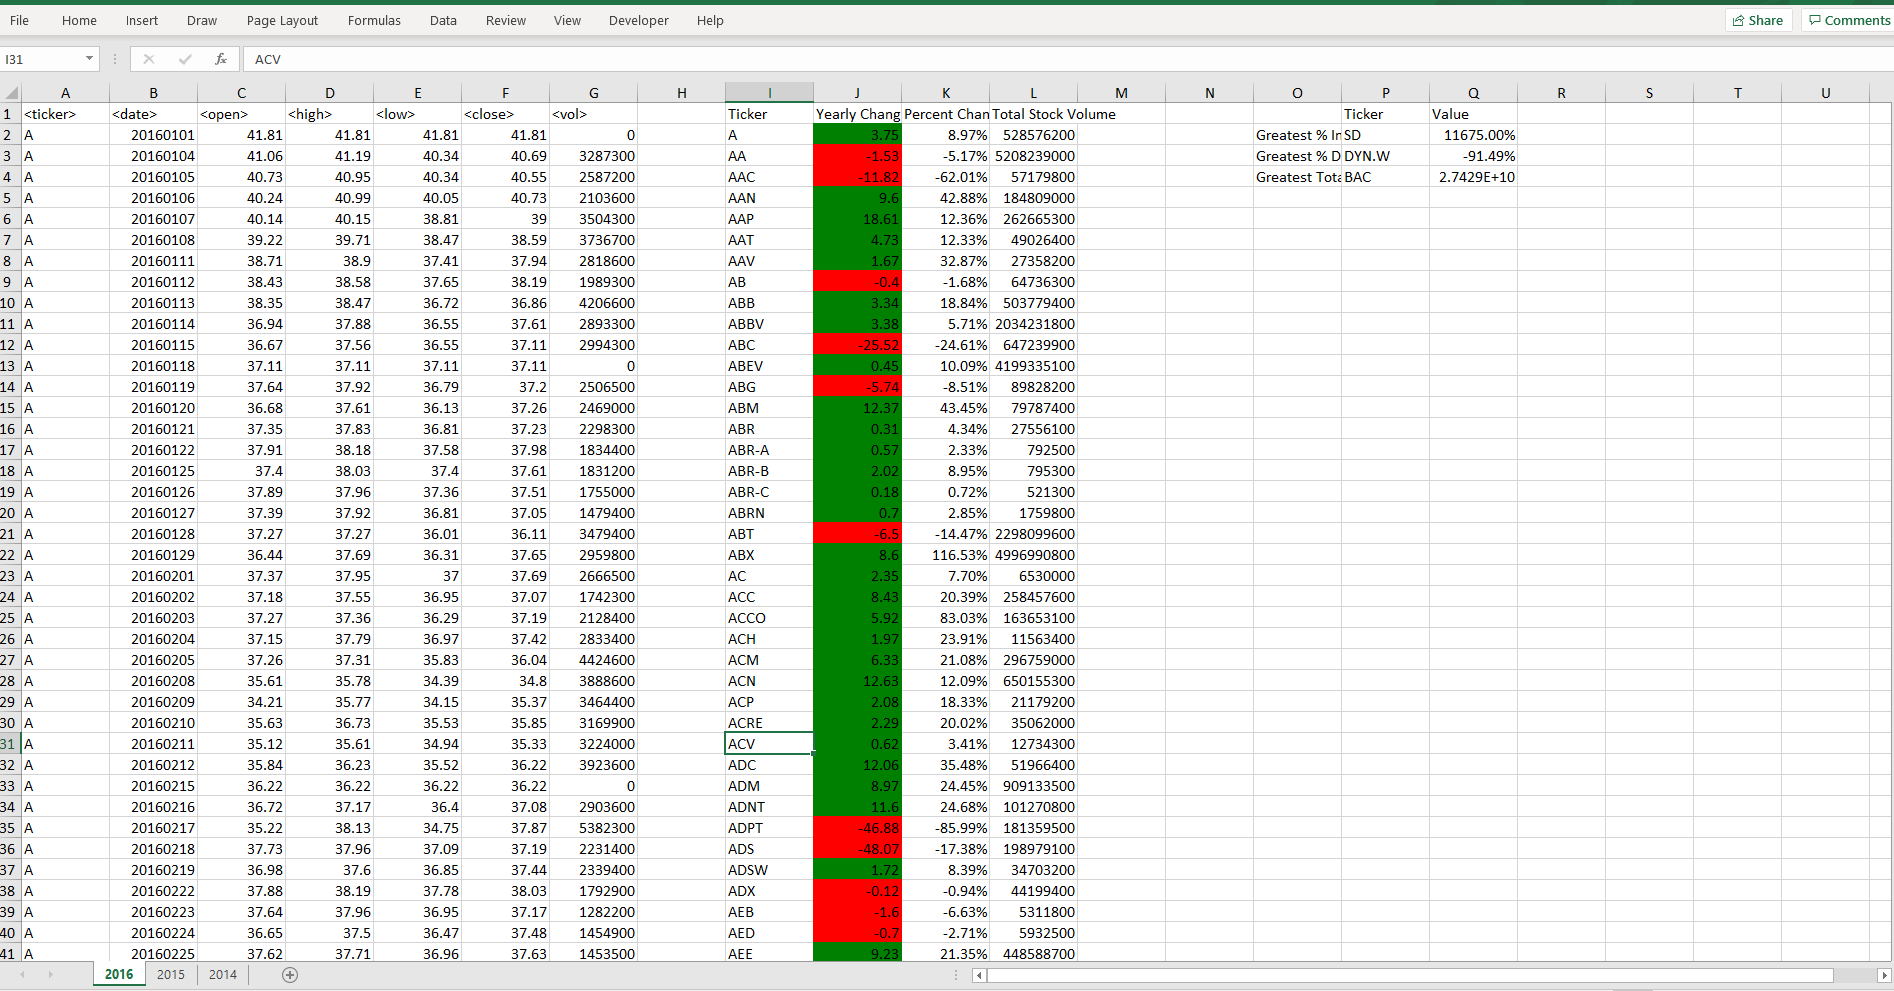 File Home Insert Draw Page Layout Formulas Data Review View Developer Help Share Comments
I31 fx ACV
A B C D E F G H I J K L M N O P Q R S T U
1 <ticker> <date> <open> <high> <low> <close> <vol> Ticker Yearly Chang Percent Chan Total Stock Volume Ticker Value
2 A 20160101 41.81 41.81 41.81 41.81 0 A 3.75 8.97% 528576200 Greatest % In SD 11675.00%
3 A 20160104 41.06 41.19 40.34 40.69 3287300 AA -1.53 -5.17% 5208239000 Greatest % D DYN.W -91.49%
4 A 20160105 40.73 40.95 40.34 40.55 2587200 AAC -11.82 -62.01% 57179800 Greatest Tota BAC 2.7429E+10
5 A 20160106 40.24 40.99 40.05 40.73 2103600 AAN 9.6 42.88% 184809000
6 A 20160107 40.14 40.15 38.81 39 3504300 AAP 18.61 12.36% 262665300
7 A 20160108 39.22 39.71 38.47 38.59 3736700 AAT 4.73 12.33% 49026400
8 A 20160111 38.71 38.9 37.41 37.94 2818600 AAV 1.67 32.87% 27358200
9 A 20160112 38.43 38.58 37.65 38.19 1989300 AB -0.4 -1.68% 64736300
10 A 20160113 38.35 38.47 36.72 36.86 4206600 ABB 3.34 18.84% 503779400
11 A 20160114 36.94 37.88 36.55 37.61 2893300 ABBV 3.38 5.71% 2034231800
12 A 20160115 36.67 37.56 36.55 37.11 2994300 ABC -25.52 -24.61% 647239900
13 A 20160118 37.11 37.11 37.11 37.11 0 ABEV 0.45 10.09% 4199335100
14 A 20160119 37.64 37.92 36.79 37.2 2506500 ABG -5.74 -8.51% 89828200
15 A 20160120 36.68 37.61 36.13 37.26 2469000 ABM 12.37 43.45% 79787400
16 A 20160121 37.35 37.83 36.81 37.23 2298300 ABR 0.31 4.34% 27556100
17 A 20160122 37.91 38.18 37.58 37.98 1834400 ABR-A 0.57 2.33% 792500
18 A 20160125 37.4 38.03 37.4 37.61 1831200 ABR-B 2.02 8.95% 795300
19 A 20160126 37.89 37.96 37.36 37.51 1755000 ABR-C 0.18 0.72% 521300
20 A 20160127 37.39 37.92 36.81 37.05 1479400 ABRN 0.7 2.85% 1759800
21 A 20160128 37.27 37.27 36.01 36.11 3479400 ABT -6.5 -14.47% 2298099600
22 A 20160129 36.44 37.69 36.31 37.65 2959800 ABX 8.6 116.53% 4996990800
23 A 20160201 37.37 37.95 37 37.69 2666500 AC 2.35 7.70% 6530000
24 A 20160202 37.18 37.55 36.95 37.07 1742300 ACC 8.43 20.39% 258457600
25 A 20160203 37.27 37.36 36.29 37.19 2128400 ACCO 5.92 83.03% 163653100
26 A 20160204 37.15 37.79 36.97 37.42 2833400 ACH 1.97 23.91% 11563400
27 A 20160205 37.26 37.31 35.83 36.04 4424600 ACM 6.33 21.08% 296759000
28 A 20160208 35.61 35.78 34.39 34.8 3888600 ACN 12.63 12.09% 650155300
29 A 20160209 34.21 35.77 34.15 35.37 3464400 ACP 2.08 18.33% 21179200
30 A 20160210 35.63 36.73 35.53 35.85 3169900 ACRE 2.29 20.02% 35062000
31 A 20160211 35.12 35.61 34.94 35.33 3224000 ACV 0.62 3.41% 12734300
32 A 20160212 35.84 36.23 35.52 36.22 3923600 ADC 12.06 35.48% 51966400
33 A 20160215 36.22 36.22 36.22 36.22 0 ADM 8.97 24.45% 909133500
34 A 20160216 36.72 37.17 36.4 37.08 2903600 ADNT 11.6 24.68% 101270800
35 A 20160217 35.22 38.13 34.75 37.87 5382300 ADPT -46.88 -85.99% 181359500
36 A 20160218 37.73 37.96 37.09 37.19 2231400 ADS -48.07 -17.38% 198979100
37 A 20160219 36.98 37.6 36.85 37.44 2339400 ADSW 1.72 8.39% 34703200
38 A 20160222 37.88 38.19 37.78 38.03 1792900 ADX -0.12 -0.94% 44199400
39 A 20160223 37.64 37.96 36.95 37.17 1282200 AEB -1.6 -6.63% 5311800
40 A 20160224 36.65 37.5 36.47 37.48 1454900 AED -0.7 -2.71% 5932500
41 A 20160225 37.62 37.71 36.96 37.63 1453500 AEE 9.23 21.35% 448588700
2016 2015 2014